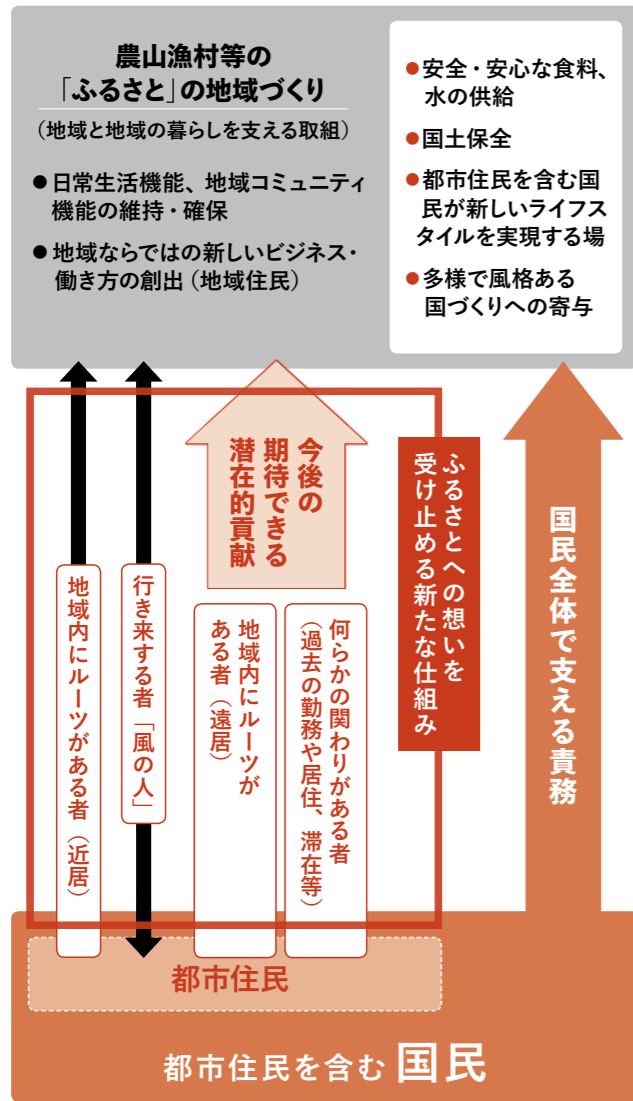 農山漁村等の
「ふるさと」の地域づくり
（地域と地域の暮らしを支える取組）
●日常生活機能、地域コミュニティ
機能の維持・確保
●地域ならではの新しいビジネス・
働き方の創出（地域住民）
●安全・安心な食料、
水の供給
●国土保全
●都市住民を含む国
民が新しいライフス
タイルを実現する場
●多様で風格ある
国づくりへの寄与
今後の
期待できる
潜在的貢献
ふるさとへの想いを
受け止める新たな仕組み
国民全体で支える責務
地域内にルーツがある者（近居）
行き来する者「風の人」
地域内にルーツが
ある者（遠居）
何らかの関わりがある者
（過去の勤務や居住、滞在等）
都市住民
都市住民を含む 国民